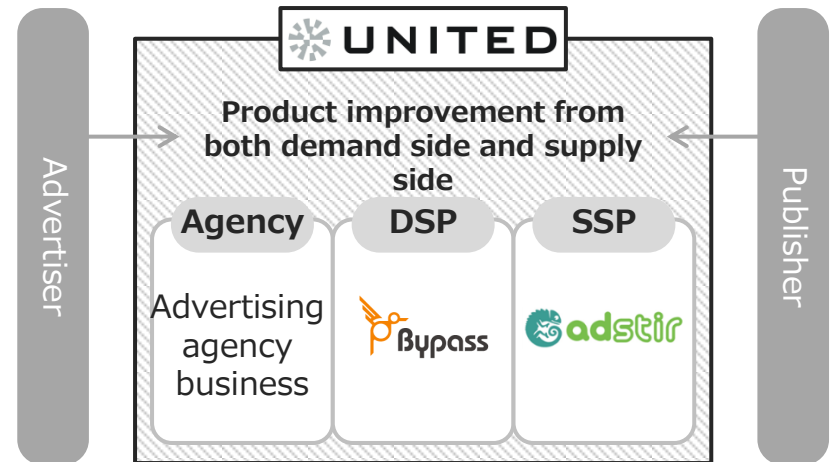 UNITED
Product improvement from
both demand side and supply
side
Advertiser
Publisher
Agency
DSP
SSP
Advertising
agency
business
Bypass
adstir